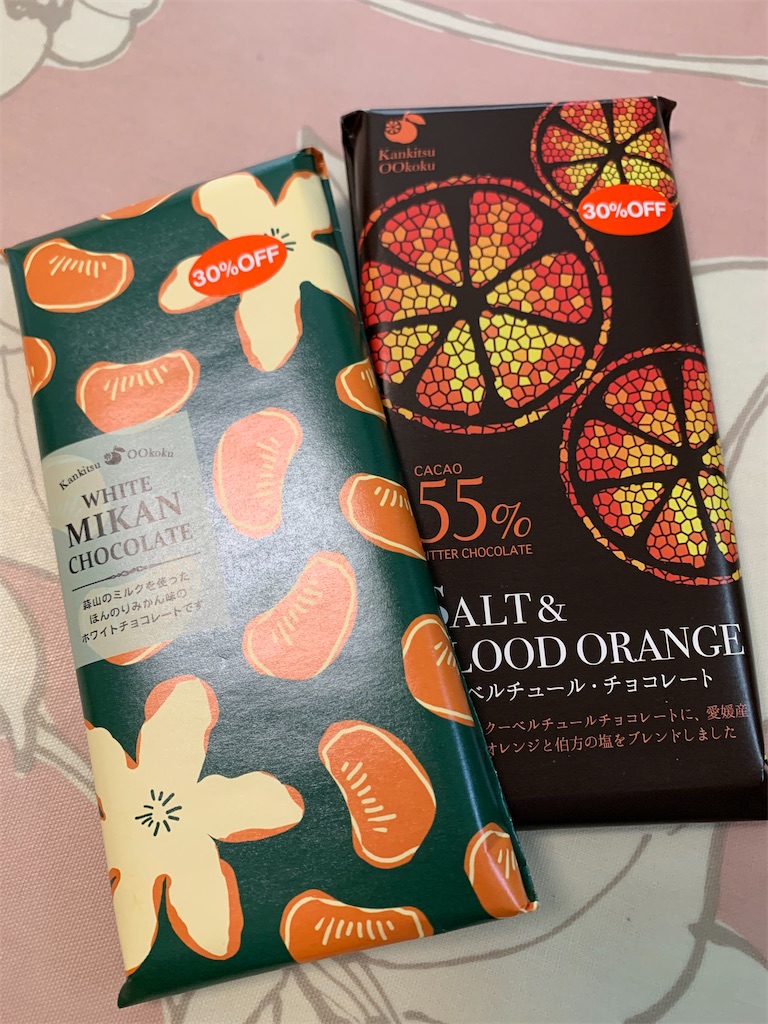 30%OFF
Kankitsu OOkoku
WHITE
MIKAN
CHOCOLATE
蒜山のミルクを使った
ほんのりみかん味の
ホワイトチョコレートです
Kankitsu
OOkoku
30%OFF
CACAO
55%
ITTER CHOCOLATE
SALT &
LOOD ORANGE
ベルチュール・チョコレート
クーベルチュールチョコレートに、愛媛産
オレンジと伯方の塩をブレンドしました